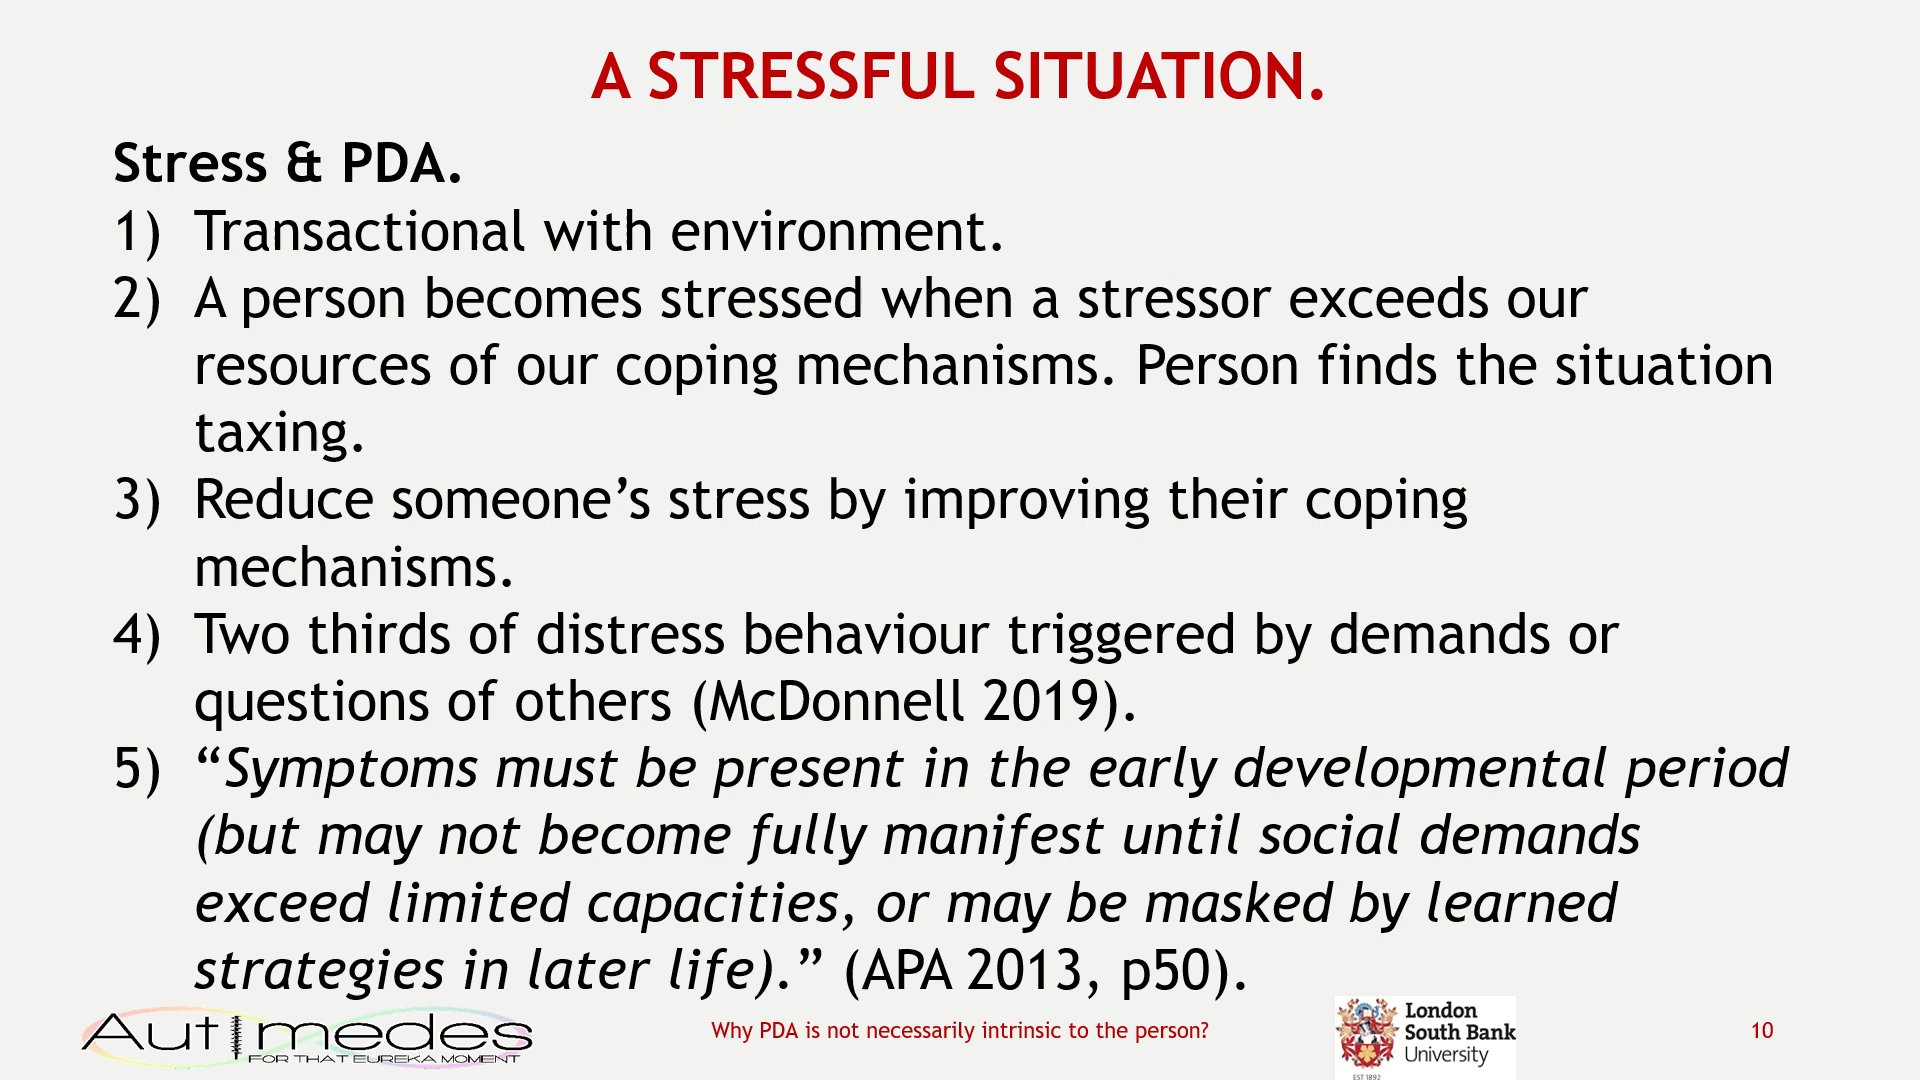 A STRESSFUL SITUATION.
Stress & PDA.
1) Transactional with environment.
2) A person becomes stressed when a stressor exceeds our
resources of our coping mechanisms. Person finds the situation
taxing.
3) Reduce someone’s stress by improving their coping
mechanisms.
4) Two thirds of distress behaviour triggered by demands or
questions of others (McDonnell 2019).
5) “Symptoms must be present in the early developmental period
(but may not become fully manifest until social demands
exceed limited capacities, or may be masked by learned
strategies in later life).” (APA 2013, p50).
Autimedes
FOR THAT EUREKA MOMENT
Why PDA is not necessarily intrinsic to the person?
London
South Bank
University
EST 1892
10